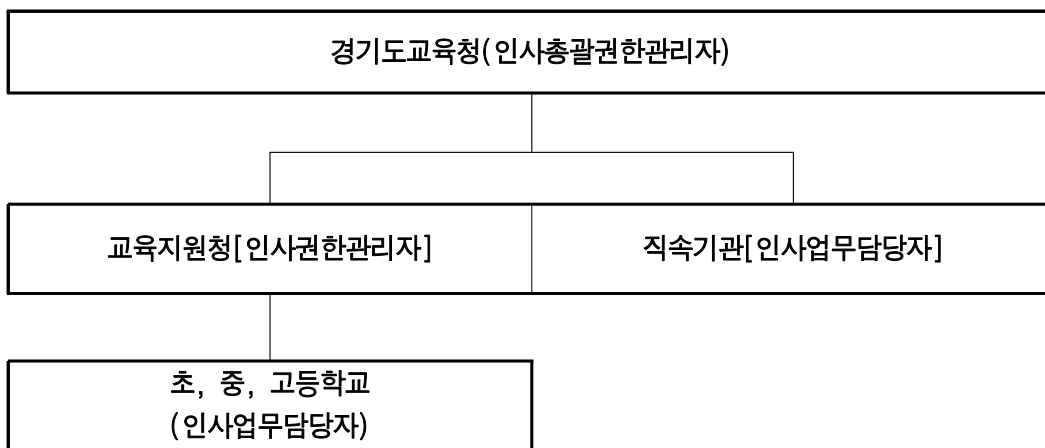 경기도교육청(인사총괄권한관리자)
교육지원청[인사권한관리자]
직속기관[인사업무담당자]
초, 중, 고등학교
(인사업무담당자)